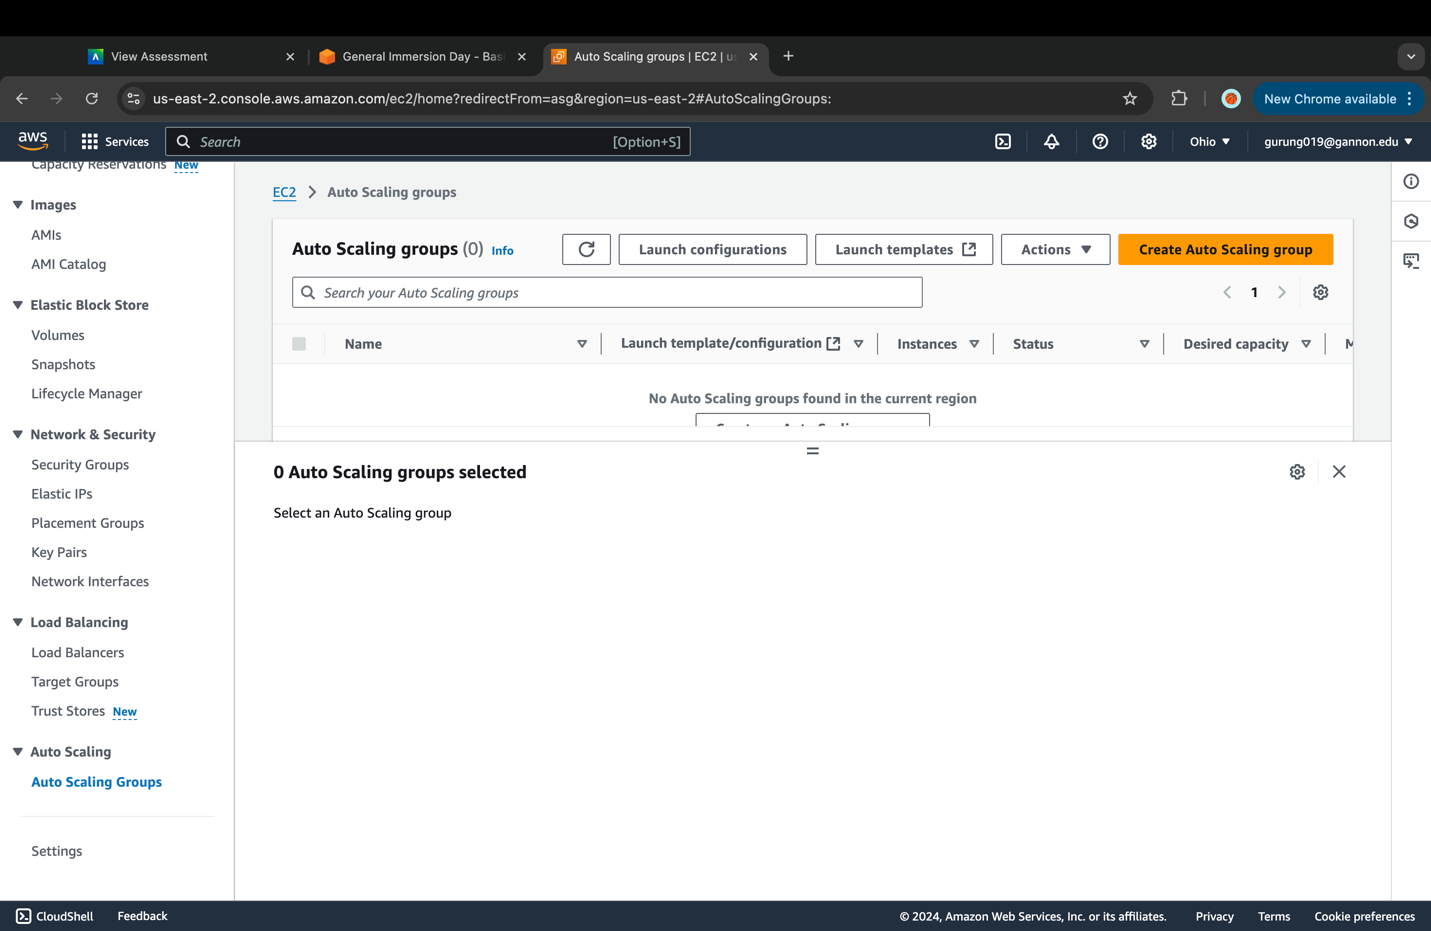 View Assessment
General Immersion Day - Bas
Auto Scaling groups | EC2 | us
us-east-2.console.aws.amazon.com/ec2/home?redirectFrom=asg&region=us-east-2#AutoScalingGroups:
New Chrome available
aws
Services
Search
[Option+S]
Ohio
gurung019@gannon.edu
Capacity Reservations New
Images
AMIs
AMI Catalog
Elastic Block Store
Volumes
Snapshots
Lifecycle Manager
Network & Security
Security Groups
Elastic IPs
Placement Groups
Key Pairs
Network Interfaces
Load Balancing
Load Balancers
Target Groups
Trust Stores New
Auto Scaling
Auto Scaling Groups
Settings
EC2 > Auto Scaling groups
Auto Scaling groups (0) Info
Launch configurations
Launch templates
Actions
Create Auto Scaling group
Search your Auto Scaling groups
1
Name
Launch template/configuration
Instances
Status
Desired capacity
No Auto Scaling groups found in the current region
0 Auto Scaling groups selected
Select an Auto Scaling group
CloudShell
Feedback
© 2024, Amazon Web Services, Inc. or its affiliates.
Privacy
Terms
Cookie preferences